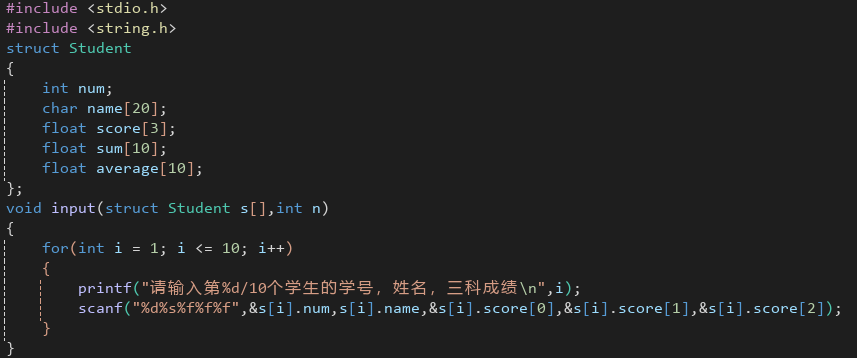 #include <stdio.h>
#include <string.h>
struct Student
{
    int num;
    char name[20];
    float score[3];
    float sum[10];
    float average[10];
};
void input(struct Student s[],int n)
{
    for(int i = 1; i <= 10; i++)
    {
        printf("请输入第%d/10个学生的学号，姓名，三科成绩\n",i);
        scanf("%d%s%f%f%f",&s[i].num,s[i].name,&s[i].score[0],&s[i].score[1],&s[i].score[2]);
    }
}